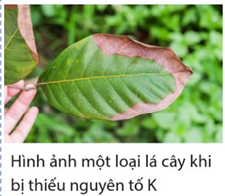 Hình ảnh một loại lá cây khi
bị thiếu nguyên tố K